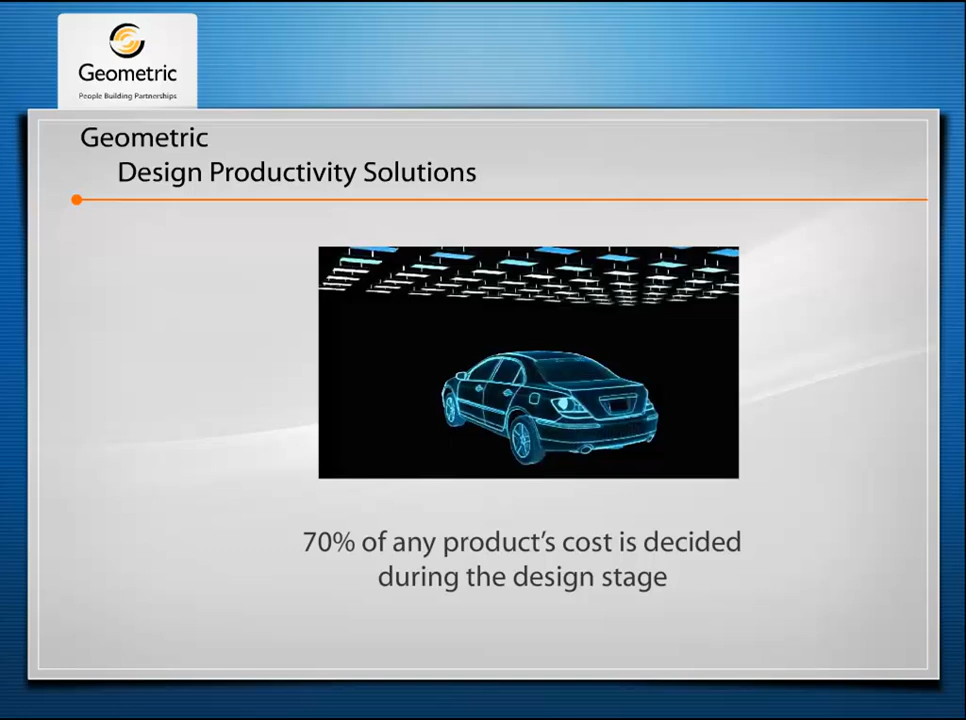 Geometric
People Building Partnerships
Geometric
Design Productivity Solutions
70% of any product's cost is decided
during the design stage